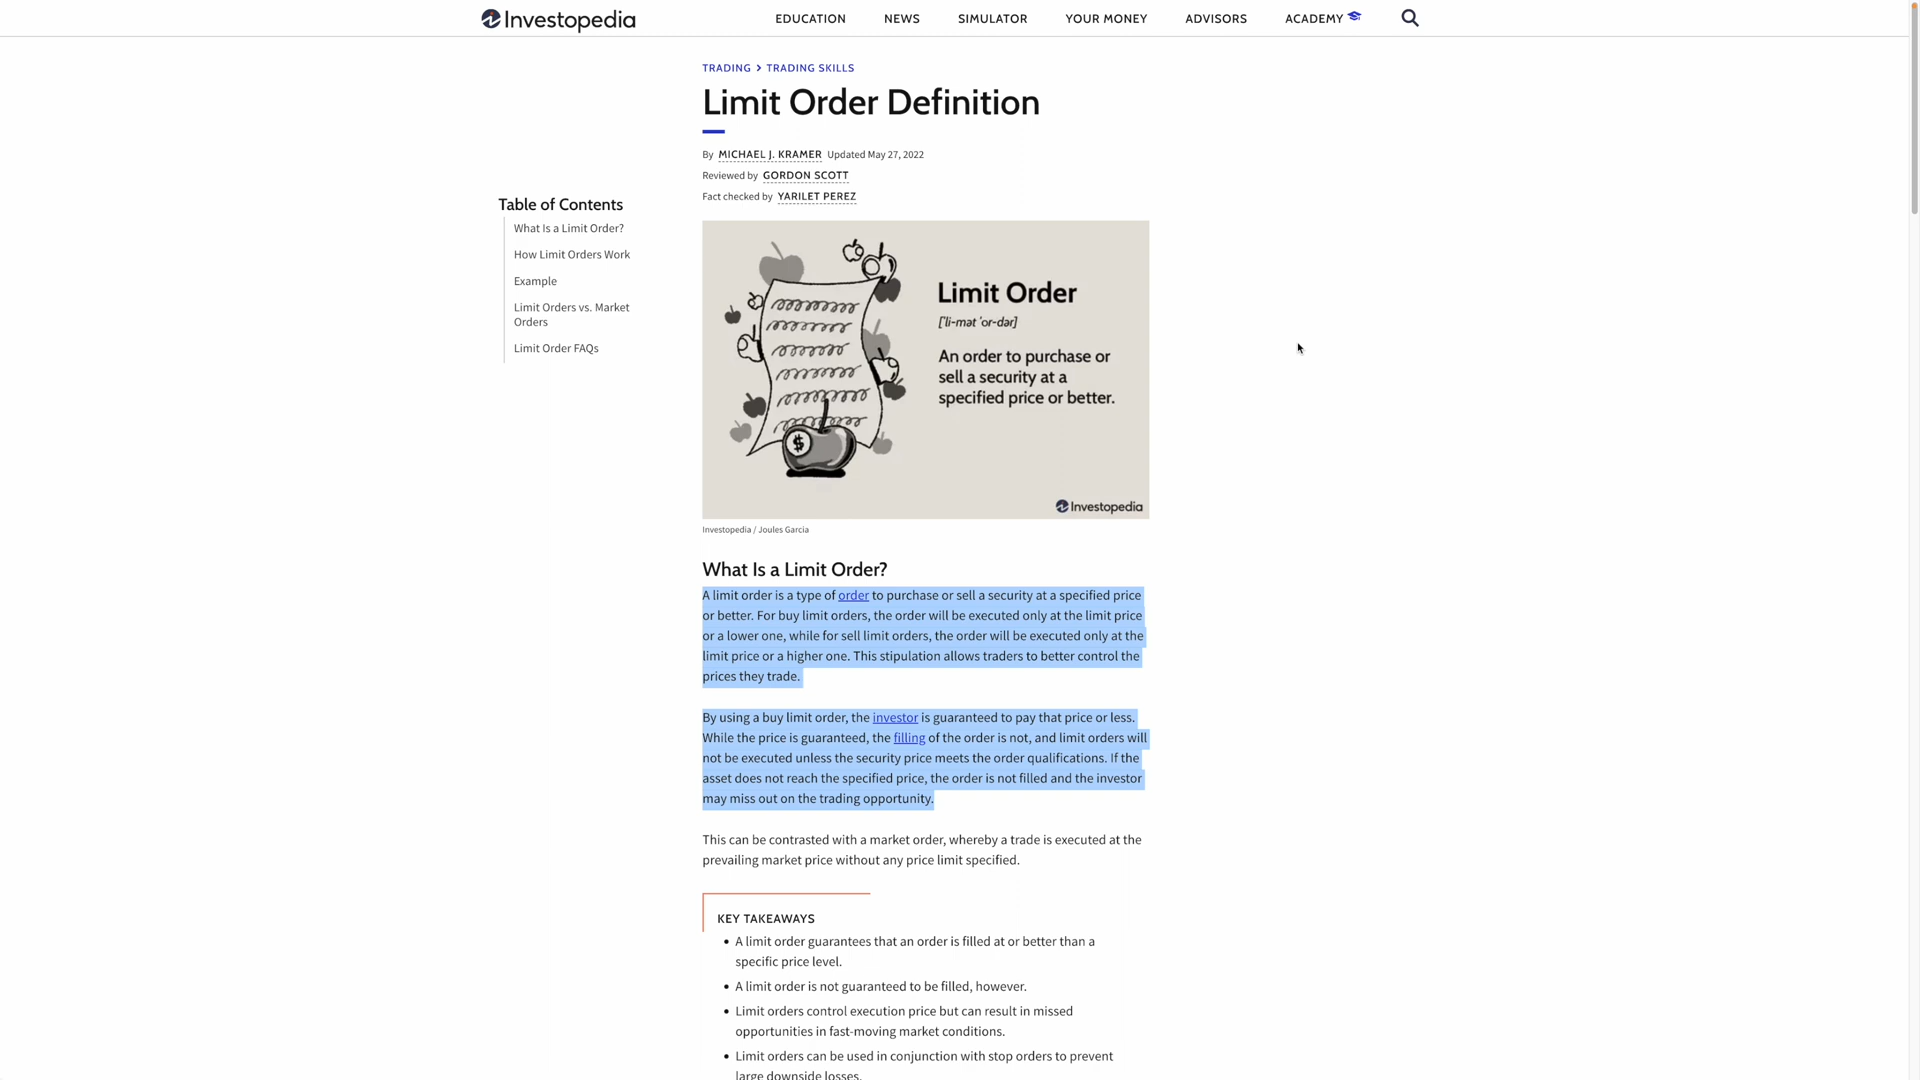 Investopedia
EDUCATION NEWS SIMULATOR YOUR MONEY ADVISORS ACADEMY
TRADING > TRADING SKILLS
Limit Order Definition
By MICHAEL J. KRAMER Updated May 27, 2022
Reviewed by GORDON SCOTT
Fact checked by YARILET PEREZ
Table of Contents
What Is a Limit Order?
How Limit Orders Work
Example
Limit Orders vs. Market
Orders
Limit Order FAQs
Limit Order
['li-mət 'or-dər]
An order to purchase or
sell a security at a
specified price or better.
$
Investopedia
Investopedia / Joules Garcia
What Is a Limit Order?
A limit order is a type of order to purchase or sell a security at a specified price
or better. For buy limit orders, the order will be executed only at the limit price
or a lower one, while for sell limit orders, the order will be executed only at the
limit price or a higher one. This stipulation allows traders to better control the
prices they trade.
By using a buy limit order, the investor is guaranteed to pay that price or less.
While the price is guaranteed, the filling of the order is not, and limit orders will
not be executed unless the security price meets the order qualifications. If the
asset does not reach the specified price, the order is not filled and the investor
may miss out on the trading opportunity.
This can be contrasted with a market order, whereby a trade is executed at the
prevailing market price without any price limit specified.
KEY TAKEAWAYS
• A limit order guarantees that an order is filled at or better than a
specific price level.
• A limit order is not guaranteed to be filled, however.
• Limit orders control execution price but can result in missed
opportunities in fast-moving market conditions.
• Limit orders can be used in conjunction with stop orders to prevent
large downside losses.